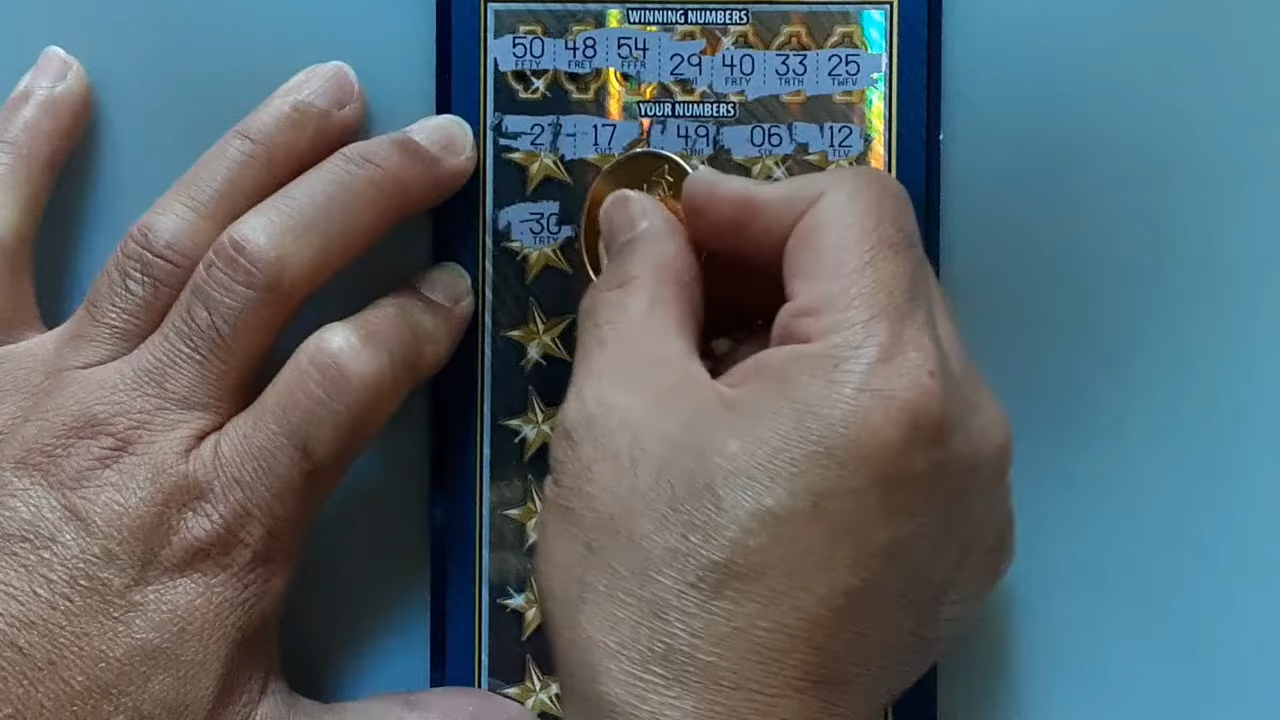 WINNING NUMBERS
50 48 54 29 40 33 25
FFTY FRET FFFR FRTY TRTH TWFV
YOUR NUMBERS
17 49 06 12
SVT SIX TLV
30
TRTY